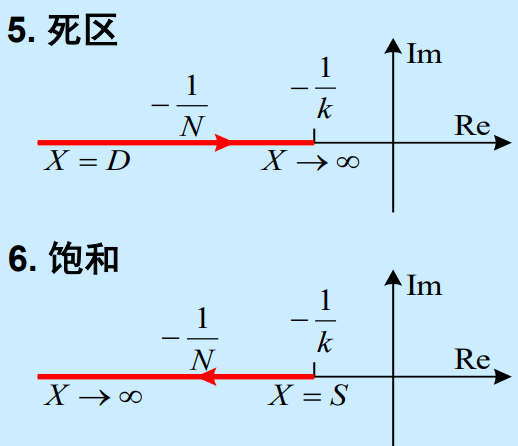 5. 死区
Im
−1/N
−1/k
Re
X = D
X → ∞
6. 饱和
Im
−1/N
−1/k
Re
X → ∞
X = S